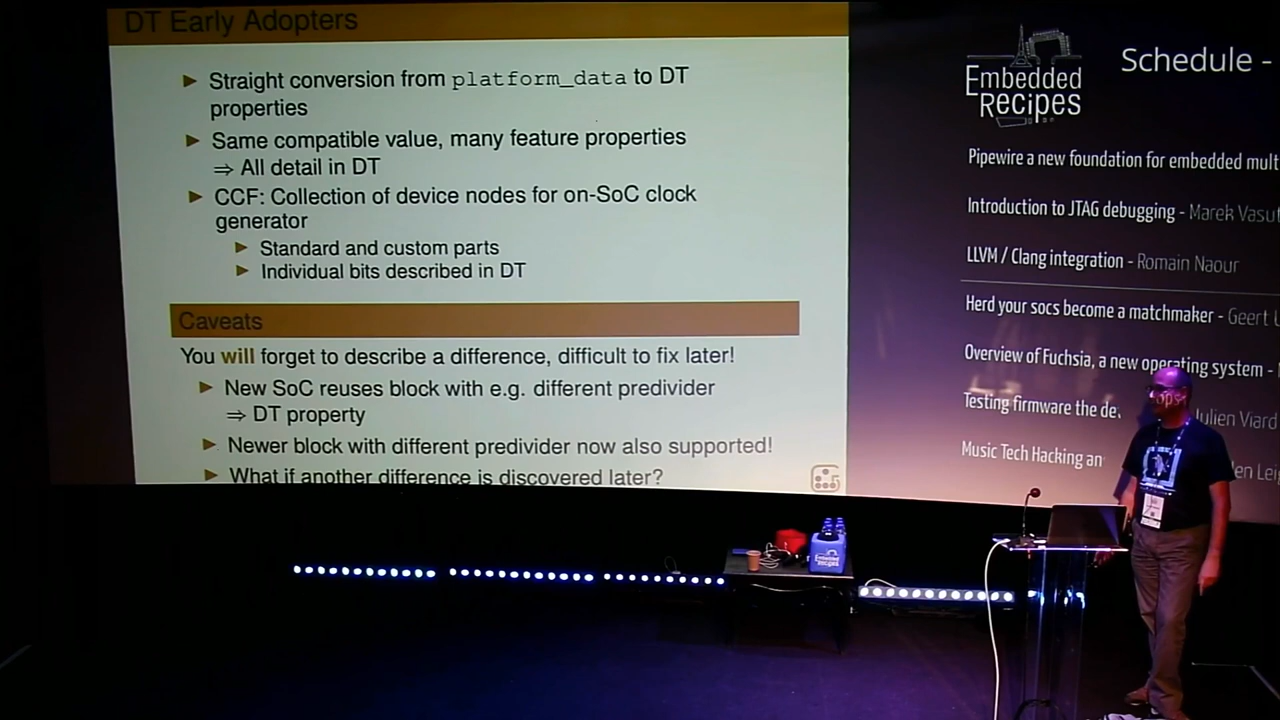 DT Early Adopters
► Straight conversion from platform_data to DT
properties
► Same compatible value, many feature properties
⇒ All detail in DT
► CCF: Collection of device nodes for on-SoC clock
generator
► Standard and custom parts
► Individual bits described in DT
Caveats
You will forget to describe a difference, difficult to fix later!
► New SoC reuses block with e.g. different predivider
⇒ DT property
► Newer block with different predivider now also supported!
► What if another difference is discovered later?
Embedded
Recipes
Schedule -
Pipewire a new foundation for embedded
Introduction to JTAG debugging - Marek
LLVM / Clang integration - Romain Naour
Herd your socs become a matchmaker - Geert
Overview of Fuchsia, a new operating system -
Testing firmware the Julien Viard
Music Tech Hacking
Embedded
Recipes